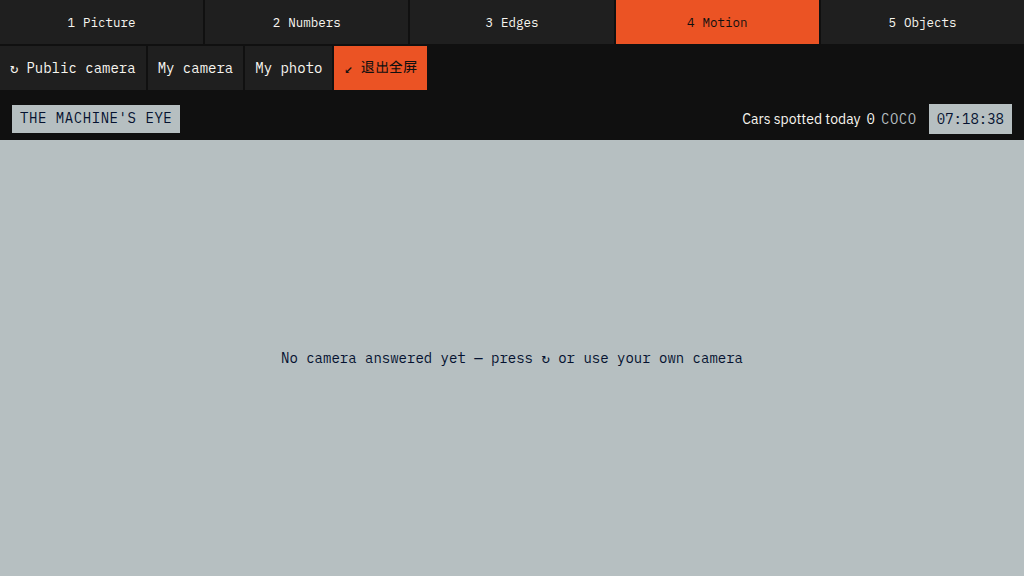 1 Picture
2 Numbers
3 Edges
4 Motion
5 Objects
↻ Public camera
My camera
My photo
↙ 退出全屏
THE MACHINE'S EYE
Cars spotted today 0 COCO
07:18:38
No camera answered yet — press ↻ or use your own camera